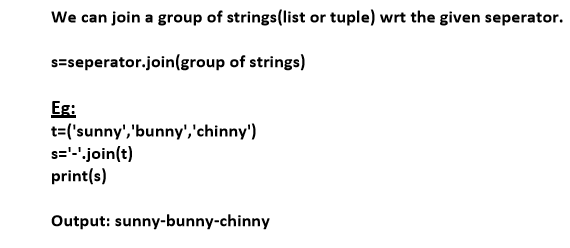 We can join a group of strings(list or tuple) wrt the given seperator.
s=seperator.join(group of strings)
Eg:
t=('sunny','bunny','chinny')
s='-'.join(t)
print(s)
Output: sunny-bunny-chinny